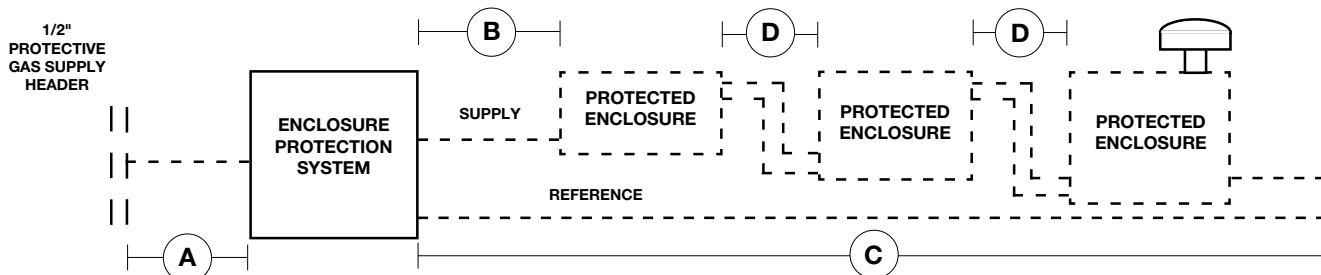 1/2"
PROTECTIVE
GAS SUPPLY
HEADER
A
ENCLOSURE
PROTECTION
SYSTEM
B
SUPPLY
PROTECTED
ENCLOSURE
D
PROTECTED
ENCLOSURE
D
PROTECTED
ENCLOSURE
REFERENCE
C